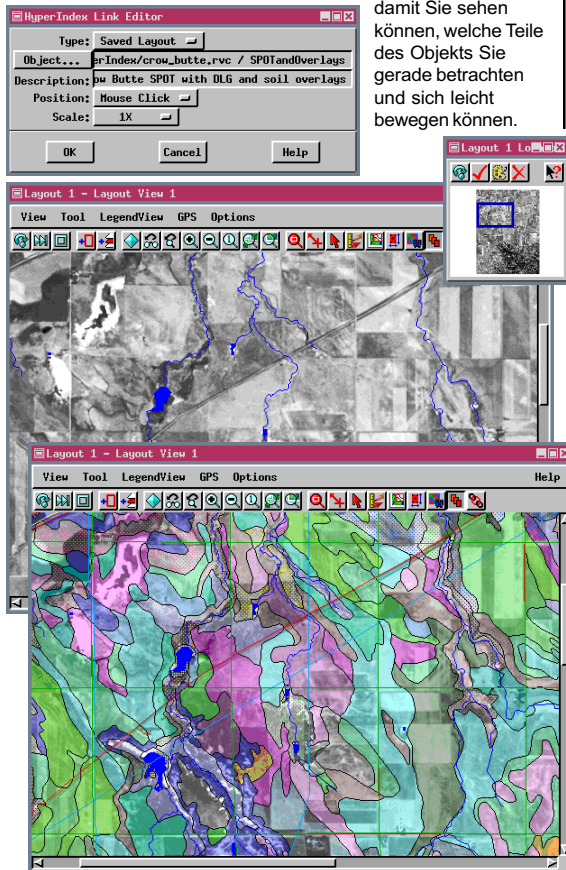 damit Sie sehen
können, welche Teile
des Objekts Sie
gerade betrachten
und sich leicht
bewegen können.
HyperIndex Link Editor
Type: Saved Layout
Object... erIndex/crow_butte.rvc / SPOTandOverlays
Description: ow Butte SPOT with DLG and soil overlays
Position: Mouse Click
Scale: 1X
OK Cancel Help
Layout 1 Lo
Layout 1 - Layout View 1
View Tool LegendView GPS Options
Layout 1 - Layout View 1
View Tool LegendView GPS Options Help